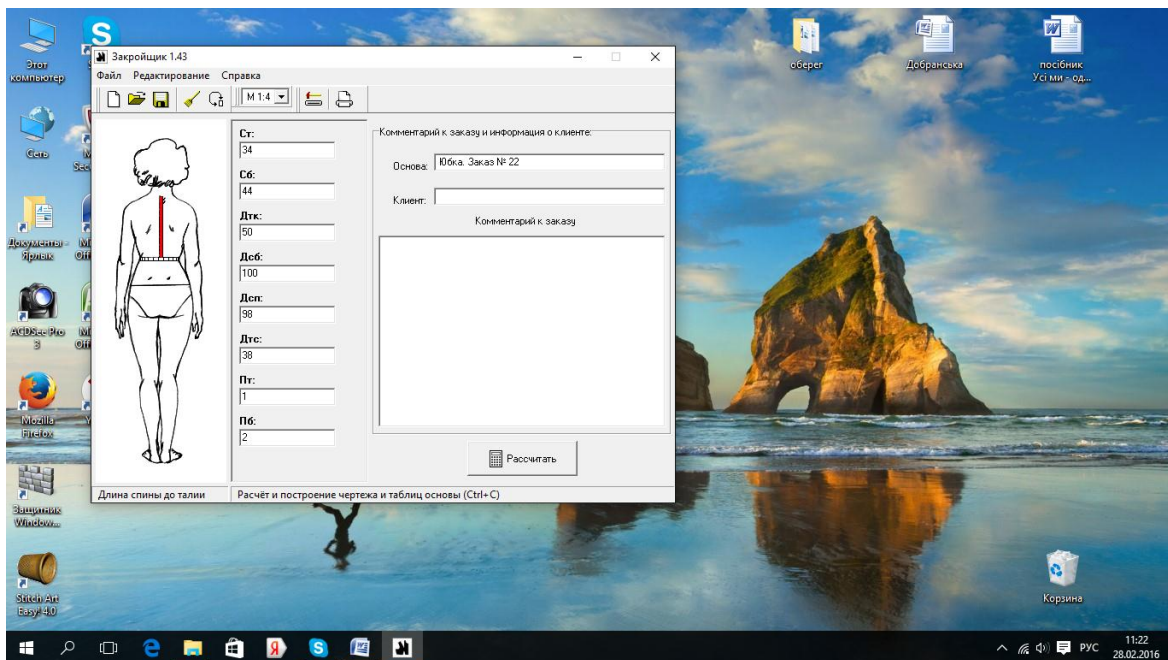 Этот
компьютер
Сеть
Документы -
Ярлык
ACDSee Pro
3
Mozilla
Firefox
Защитник
Window...
Stitch Art
Easy! 4.0
Закройщик 1.43
Файл Редактирование Справка
М 1:4
Ст:
34
Сб:
44
Дтк:
50
Дсб:
100
Дсп:
98
Дтс:
38
Пт:
1
Пб:
2
Комментарий к заказу и информация о клиенте:
Основа: Юбка. Заказ № 22
Клиент:
Комментарий к заказу
Рассчитать
Длина спины до талии
Расчёт и построение чертежа и таблиц основы (Ctrl+C)
оберег
Добранська
посібник
Усі ми - од...
Корзина
РУС
11:22
28.02.2016